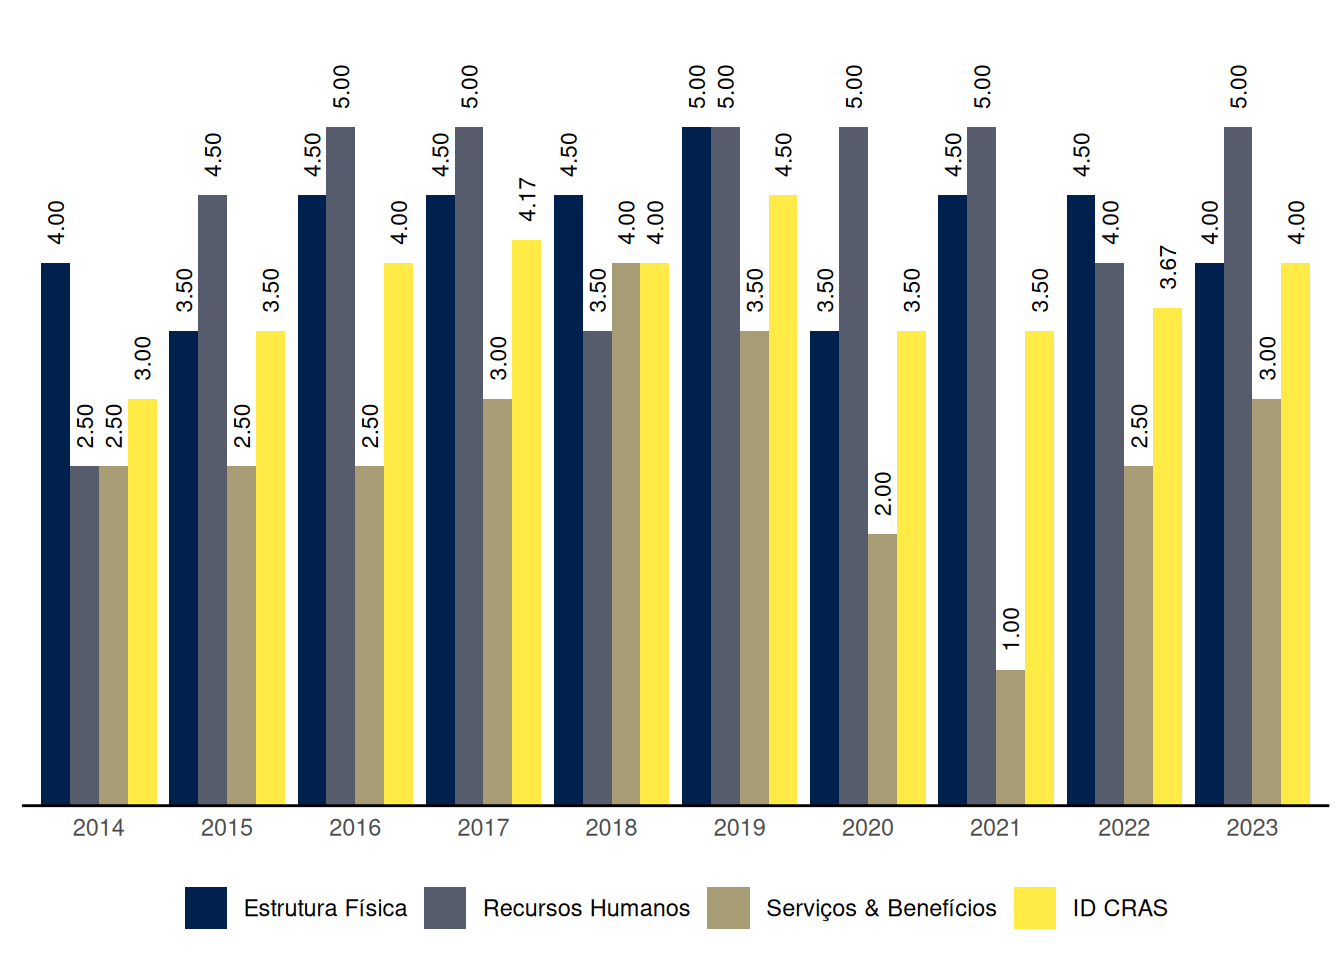 5.00 5.00 5.00 5.00 5.00 5.00 5.00
4.50 4.50 4.50 4.50 4.50 4.50 4.50
4.17
4.00 4.00 4.00 4.00 4.00 4.00 4.00
3.67
3.50 3.50 3.50 3.50 3.50 3.50 3.50
3.00 3.00 3.00
2.50 2.50 2.50 2.50 2.50
2.00
1.00
2014 2015 2016 2017 2018 2019 2020 2021 2022 2023
Estrutura Física Recursos Humanos Serviços & Benefícios ID CRAS